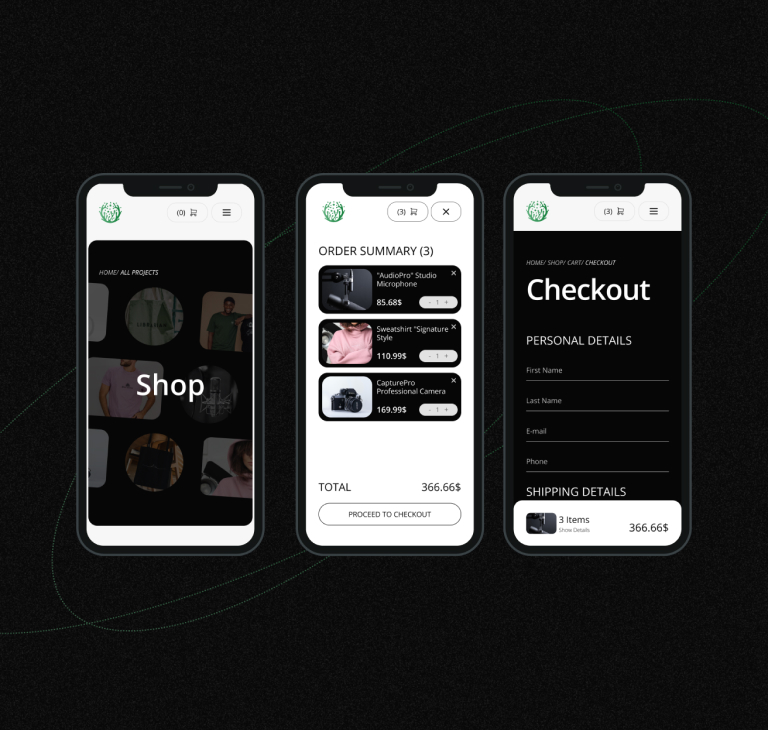 (0)
HOME/ ALL PROJECTS
Shop
(3)
ORDER SUMMARY (3)
"AudioPro" Studio
Microphone
85.68$
- 1 +
Sweatshirt "Signature
Style
110.99$
- 1 +
CapturePro
Professional Camera
169.99$
- 1 +
TOTAL 366.66$
PROCEED TO CHECKOUT
(3)
HOME/ SHOP/ CART/ CHECKOUT
Checkout
PERSONAL DETAILS
First Name
Last Name
E-mail
Phone
SHIPPING DETAILS
3 Items
Show Details
366.66$